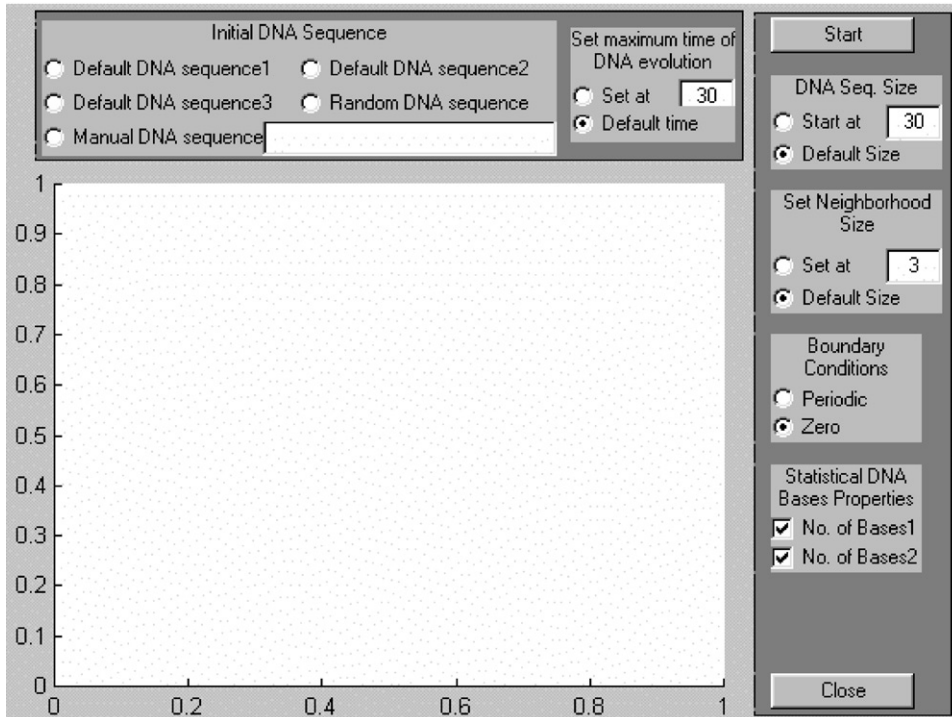 Initial DNA Sequence
Default DNA sequence1
Default DNA sequence2
Default DNA sequence3
Random DNA sequence
Manual DNA sequence
Set maximum time of
DNA evolution
Set at 30
Default time
Start
DNA Seq. Size
Start at 30
Default Size
Set Neighborhood
Size
Set at 3
Default Size
Boundary
Conditions
Periodic
Zero
Statistical DNA
Bases Properties
No. of Bases1
No. of Bases2
Close
1
0.9
0.8
0.7
0.6
0.5
0.4
0.3
0.2
0.1
0
0 0.2 0.4 0.6 0.8 1